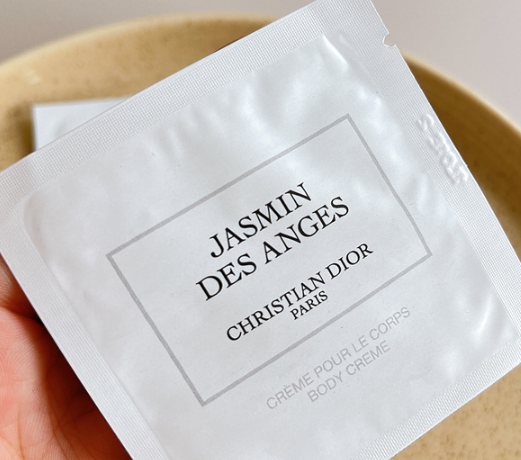 JASMIN
DES ANGES
CHRISTIAN DIOR
PARIS
CRÈME POUR LE CORPS
BODY CREME